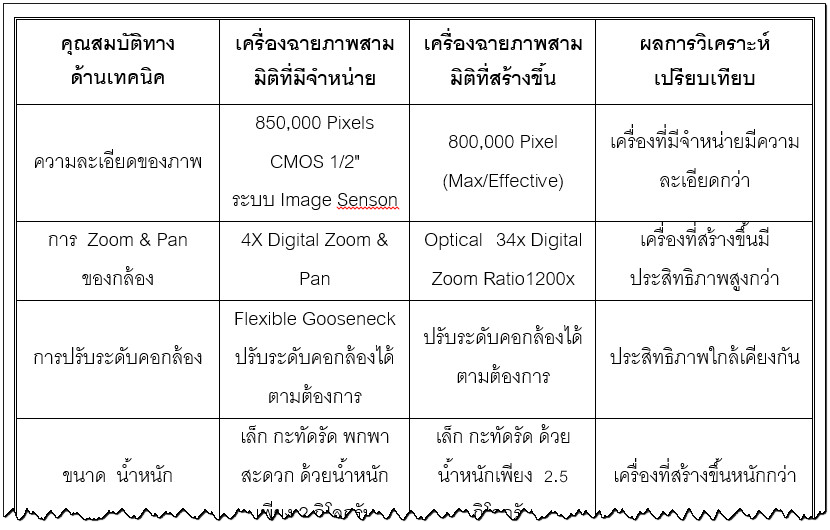 คุณสมบัติทาง
ด้านเทคนิค
เครื่องฉายภาพสาม
มิติที่มีจำหน่าย
เครื่องฉายภาพสาม
มิติที่สร้างขึ้น
ผลการวิเคราะห์
เปรียบเทียบ
ความละเอียดของภาพ
850,000 Pixels
CMOS 1/2"
ระบบ Image Senson
800,000 Pixel
(Max/Effective)
เครื่องที่มีจำหน่ายมีความ
ละเอียดกว่า
การ Zoom & Pan
ของกล้อง
4X Digital Zoom &
Pan
Optical 34x Digital
Zoom Ratio1200x
เครื่องที่สร้างขึ้นมี
ประสิทธิภาพสูงกว่า
การปรับระดับคอกล้อง
Flexible Gooseneck
ปรับระดับคอกล้องได้
ตามต้องการ
ปรับระดับคอกล้องได้
ตามต้องการ
ประสิทธิภาพใกล้เคียงกัน
ขนาด น้ำหนัก
เล็ก กะทัดรัด พกพา
สะดวก ด้วยน้ำหนัก
เพียง 2 กิโลกรัม
เล็ก กะทัดรัด ด้วย
น้ำหนักเพียง 2.5
กิโลกรัม
เครื่องที่สร้างขึ้นหนักกว่า